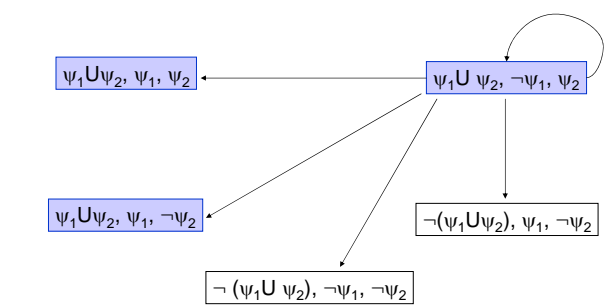 ψ₁Uψ₂, ψ₁, ψ₂
ψ₁U ψ₂, ¬ψ₁, ψ₂
ψ₁Uψ₂, ψ₁, ¬ψ₂
¬(ψ₁Uψ₂), ψ₁, ¬ψ₂
¬ (ψ₁U ψ₂), ¬ψ₁, ¬ψ₂